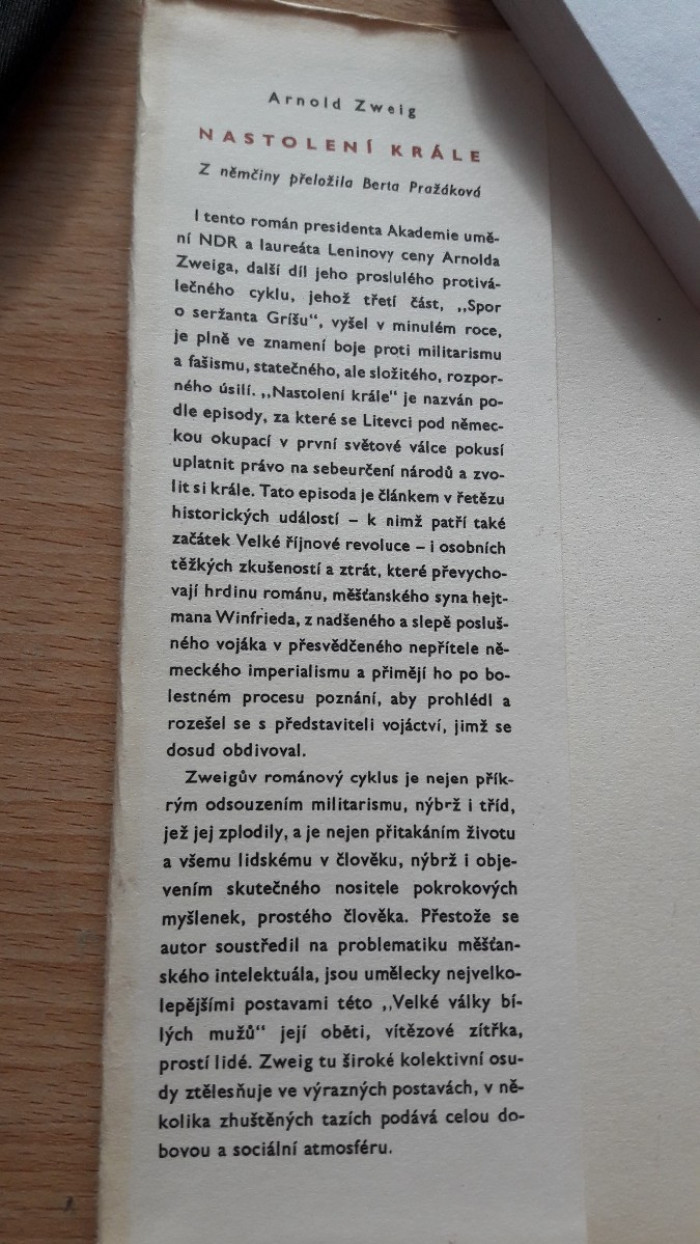 Arnold Zweig
NASTOLENÍ KRÁLE
Z němčiny přeložila Berta Pražáková
I tento román presidenta Akademie umě-
ní NDR a laureáta Leninovy ceny Arnolda
Zweiga, další díl jeho proslulého protivá-
lečného cyklu, jehož třetí část, „Spor
o seržanta Gríšu“, vyšel v minulém roce,
je plně ve znamení boje proti militarismu
a fašismu, statečného, ale složitého, rozpor-
ného úsilí. „Nastolení krále“ je nazván po-
dle episody, za které se Litevci pod němec-
kou okupací v první světové válce pokusí
uplatnit právo na sebeurčení národů a zvo-
lit si krále. Tato episoda je článkem v řetězu
historických událostí – k nimž patří také
začátek Velké říjnové revoluce – i osobních
těžkých zkušeností a ztrát, které převycho-
vají hrdinu románu, měšťanského syna hejt-
mana Winfrieda, z nadšeného a slepě posluš-
ného vojáka v přesvědčeného nepřítele ně-
meckého imperialismu a přimějí ho po bo-
lestném procesu poznání, aby prohlédl a
rozešel se s představiteli vojáctví, jimž se
dosud obdivoval.
Zweigův románový cyklus je nejen přík-
rým odsouzením militarismu, nýbrž i tříd,
jež jej zplodily, a je nejen přitakáním životu
a všemu lidskému v člověku, nýbrž i obje-
vením skutečného nositele pokrokových
myšlenek, prostého člověka. Přestože se
autor soustředil na problematiku měšťan-
ského intelektuála, jsou umělecky nejvelko-
lepějšími postavami této „Velké války bí-
lých mužů“ její oběti, vítězové zítřka,
prostí lidé. Zweig tu široké kolektivní osu-
dy ztělesňuje ve výrazných postavách, v ně-
kolika zhuštěných tazích podává celou do-
bovou a sociální atmosféru.